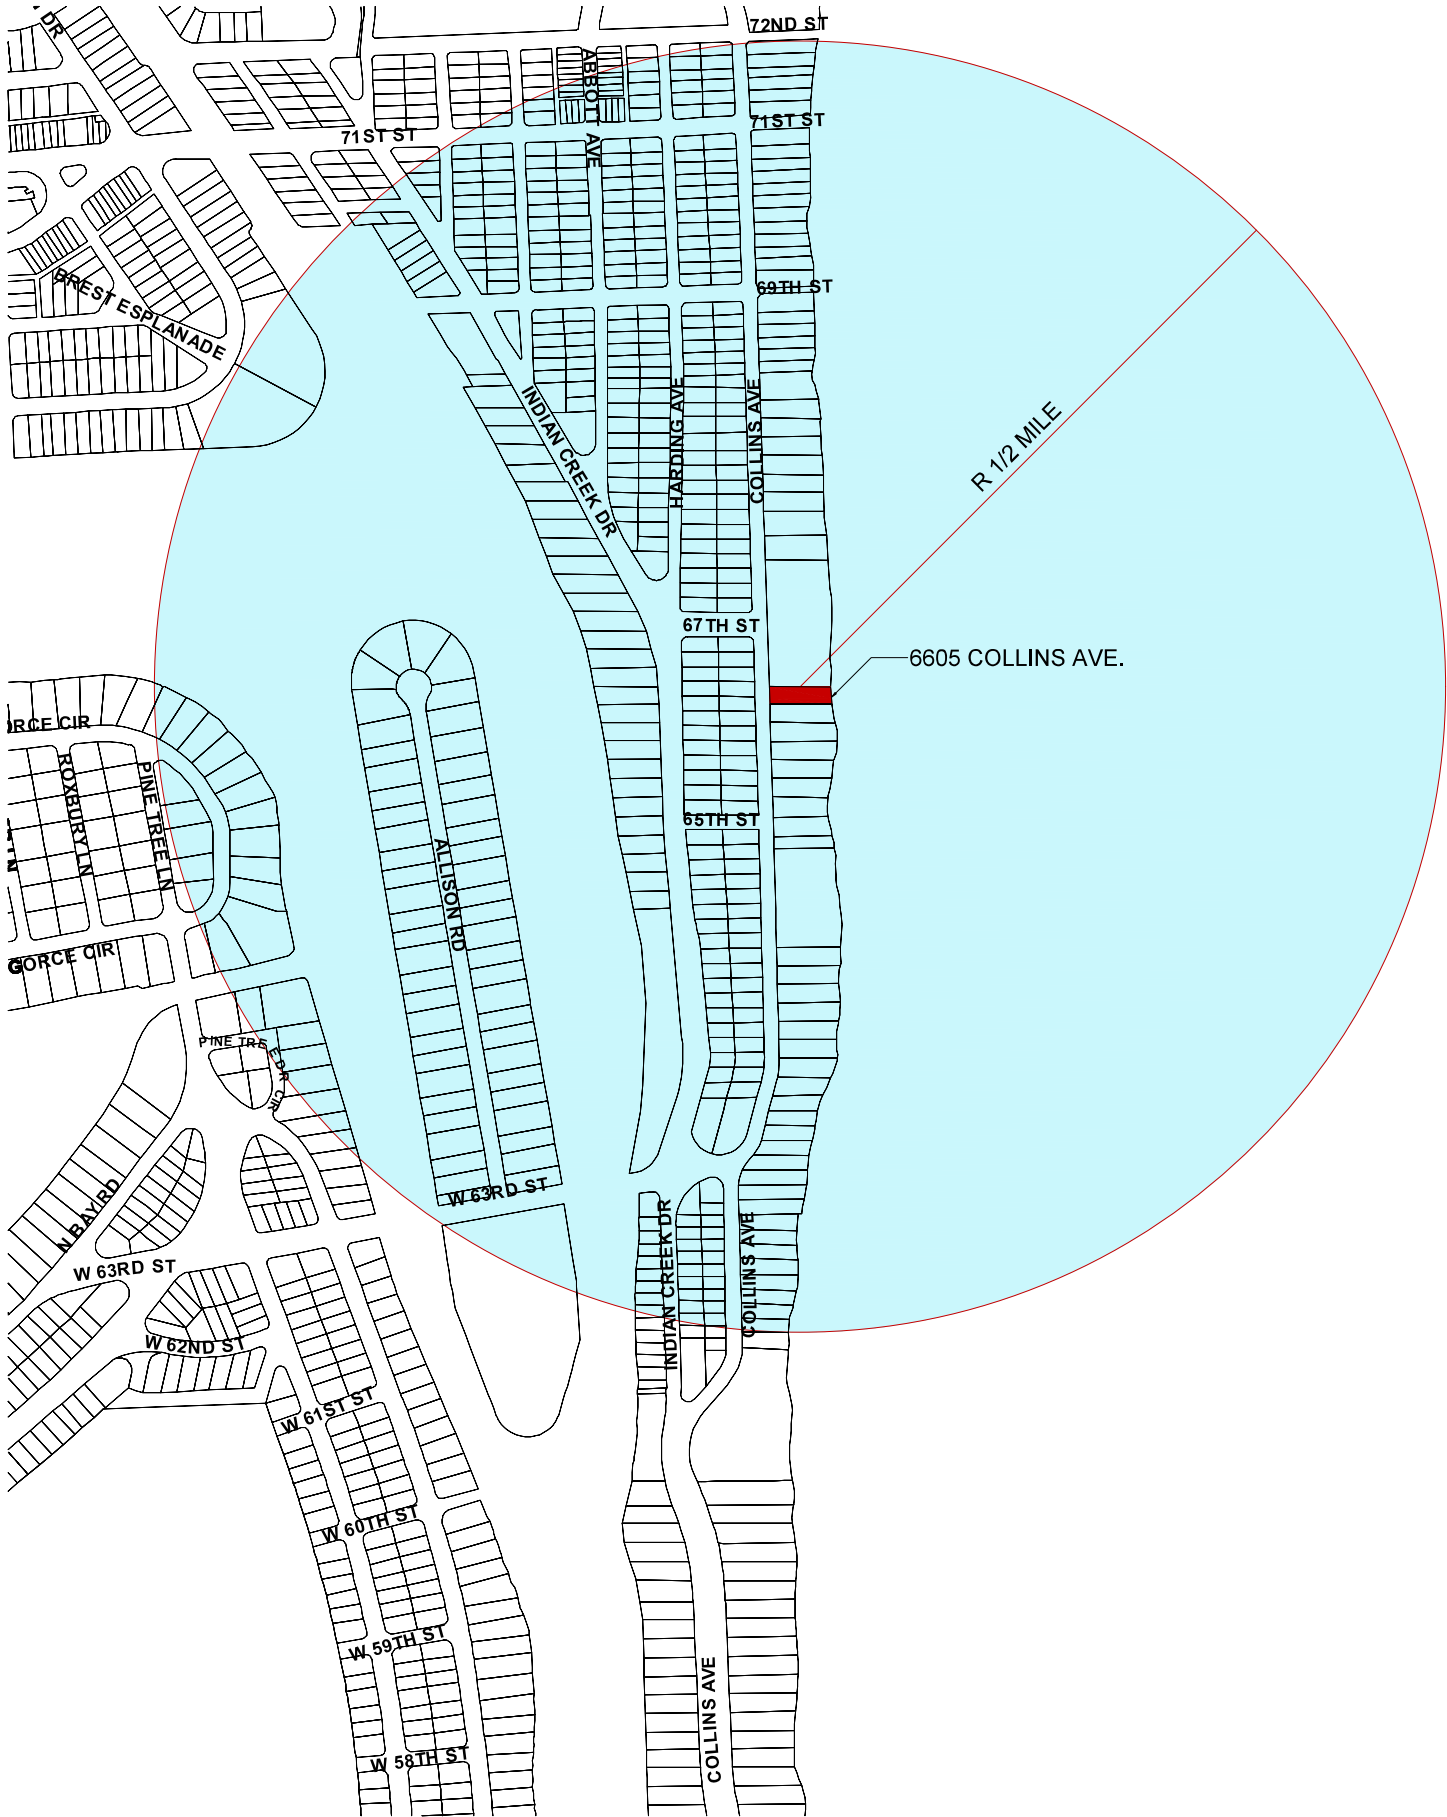 DR
72ND ST
ABBOTT AVE
71ST ST
71ST ST
BREST ESPLANADE
69TH ST
INDIAN CREEK DR
HARDING AVE
COLLINS AVE
R 1/2 MILE
67TH ST
6605 COLLINS AVE.
ORCE CIR
ROXBURY LN
PINE TREE LN
65TH ST
ALLISON RD
LN
GORCE CIR
PINE TREE DR CIR
N BAY RD
W 63RD ST
W 63RD ST
INDIAN CREEK DR
COLLINS AVE
W 62ND ST
W 61ST ST
W 60TH ST
W 59TH ST
COLLINS AVE
W 58TH ST